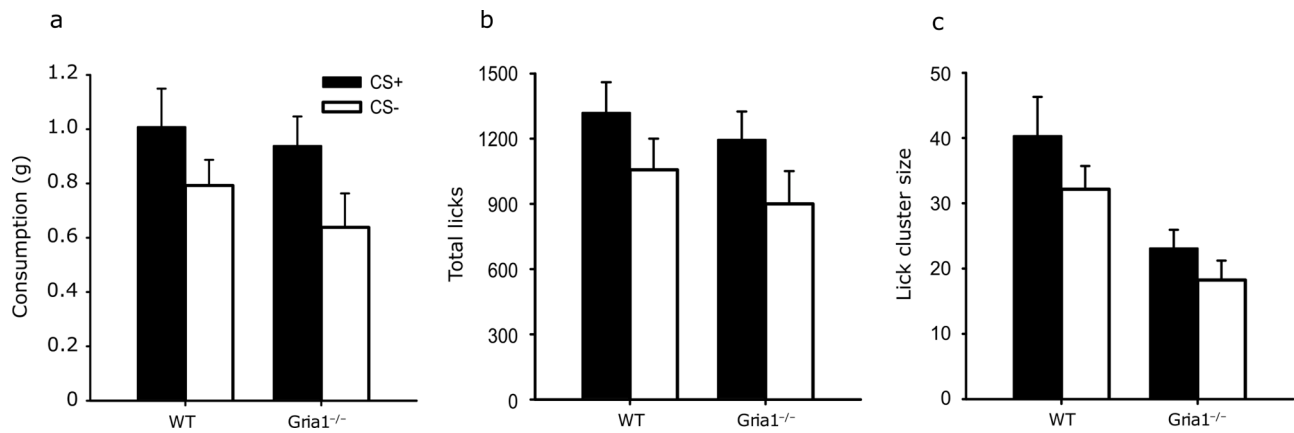 a
b
c
Consumption (g)
1.2
1.0
0.8
0.6
0.4
0.2
0
CS+
CS-
WT
Gria1⁻/⁻
Total licks
1500
1200
900
600
300
0
WT
Gria1⁻/⁻
Lick cluster size
50
40
30
20
10
0
WT
Gria1⁻/⁻